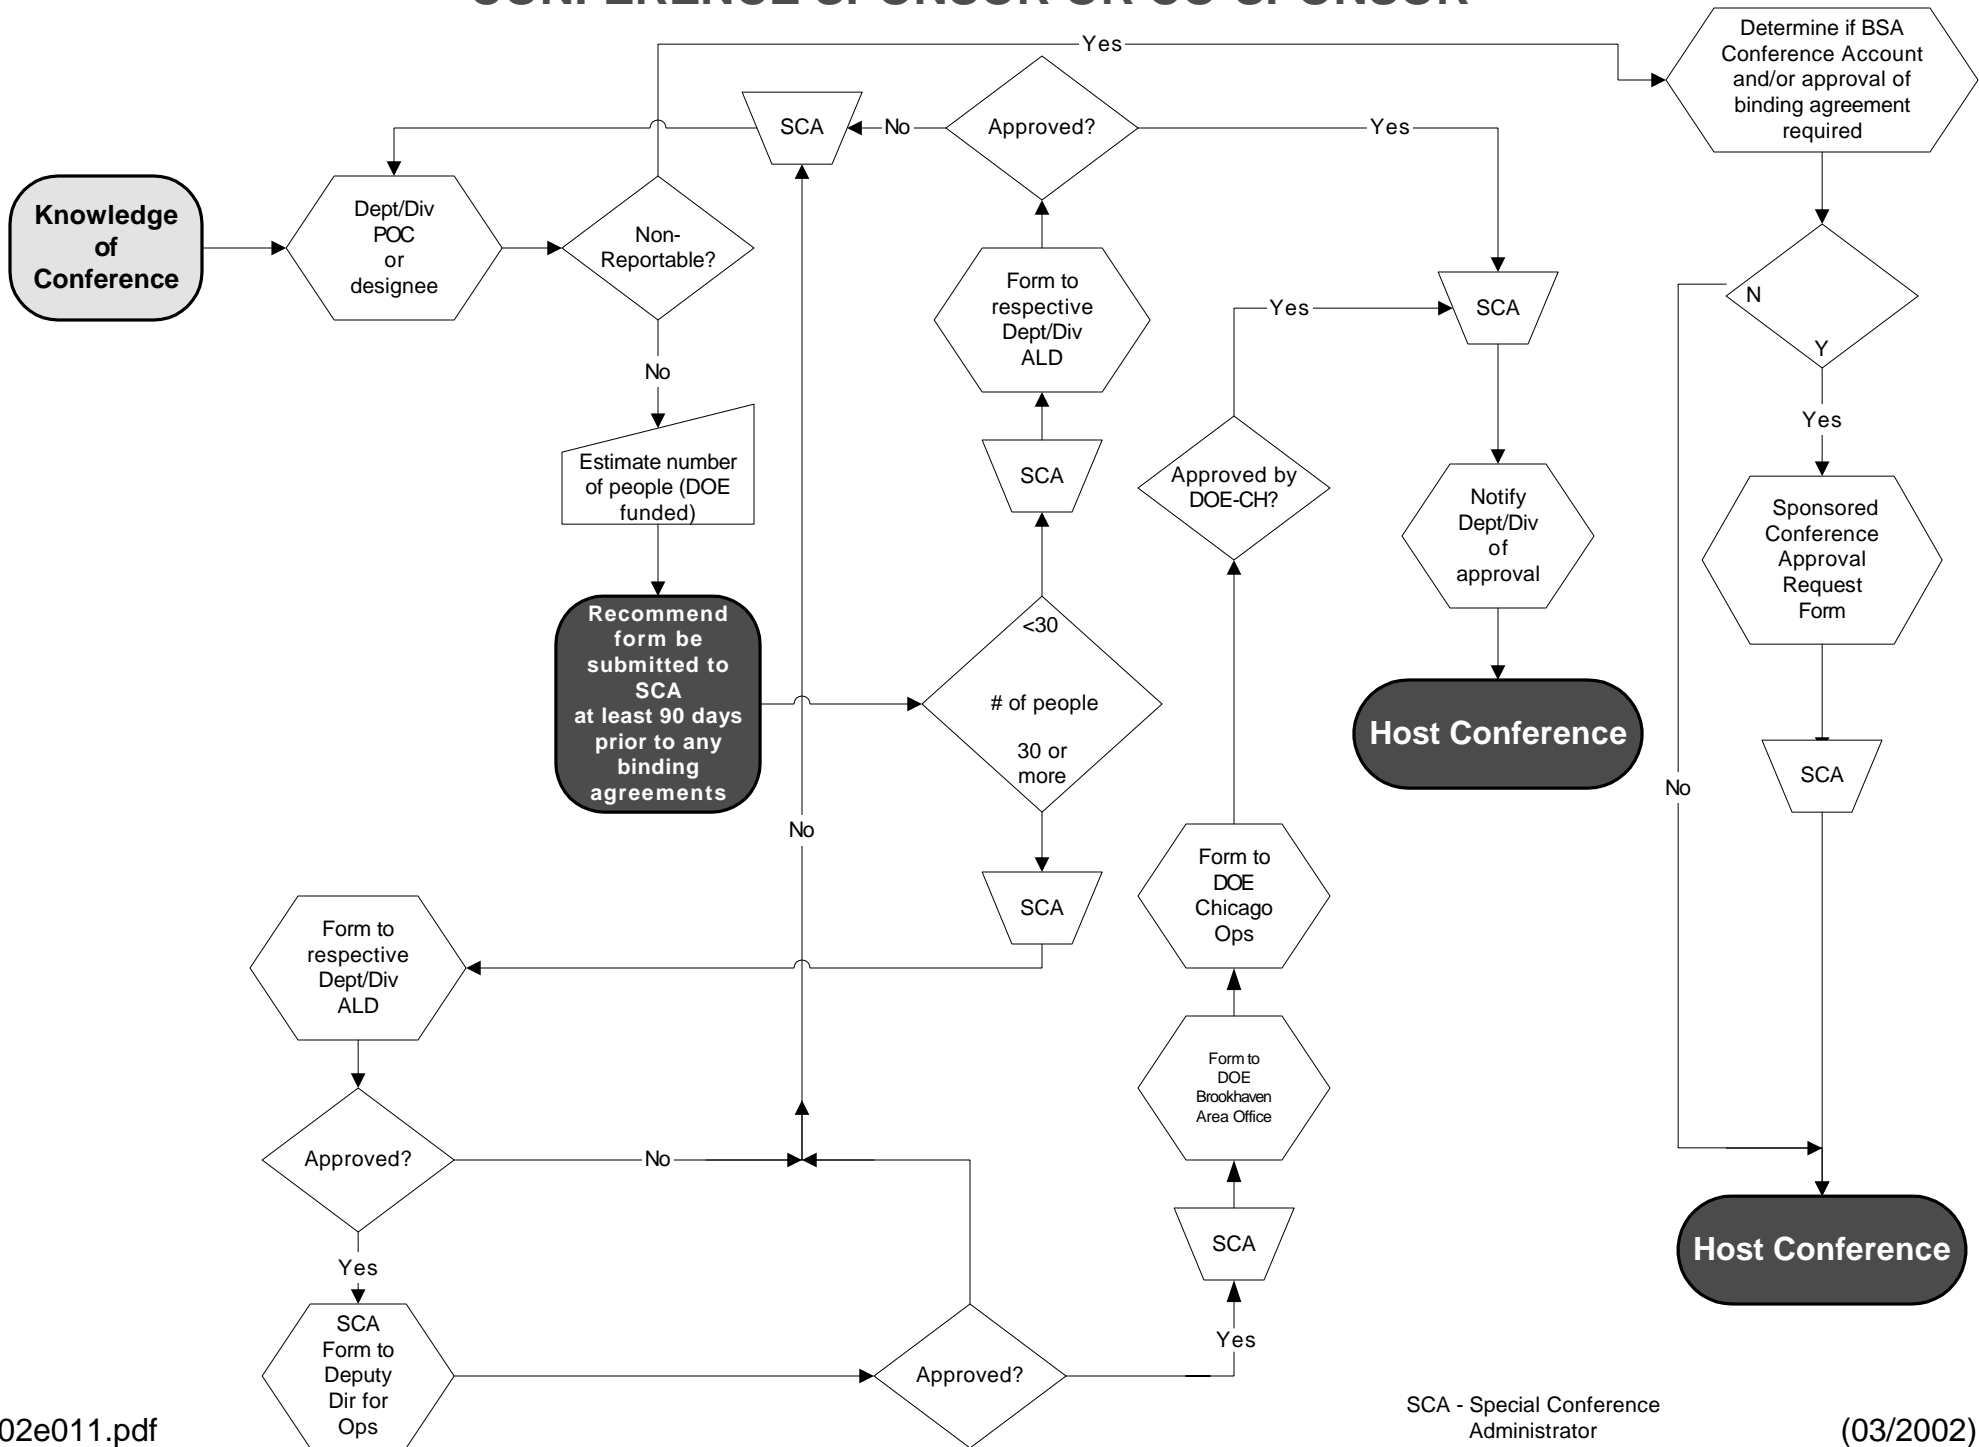 CONFERENCE SPONSOR OR CO-SPONSOR
Yes
Determine if BSA
Conference Account
and/or approval of
binding agreement
required
SCA
No
Approved?
Yes
Knowledge
of
Conference
Dept/Div
POC
or
designee
Non-
Reportable?
Form to
respective
Dept/Div
ALD
Yes
SCA
N
Y
No
Yes
Estimate number
of people (DOE
funded)
SCA
Approved by
DOE-CH?
Notify
Dept/Div
of
approval
Sponsored
Conference
Approval
Request
Form
Recommend
form be
submitted to
SCA
at least 90 days
prior to any
binding
agreements
<30
# of people
30 or
more
Host Conference
No
SCA
No
SCA
Form to
DOE
Chicago
Ops
Form to
respective
Dept/Div
ALD
Form to
DOE
Brookhaven
Area Office
Approved?
No
SCA
Host Conference
Yes
SCA
Form to
Deputy
Dir for
Ops
Approved?
Yes
SCA - Special Conference
Administrator
02e011.pdf
(03/2002)